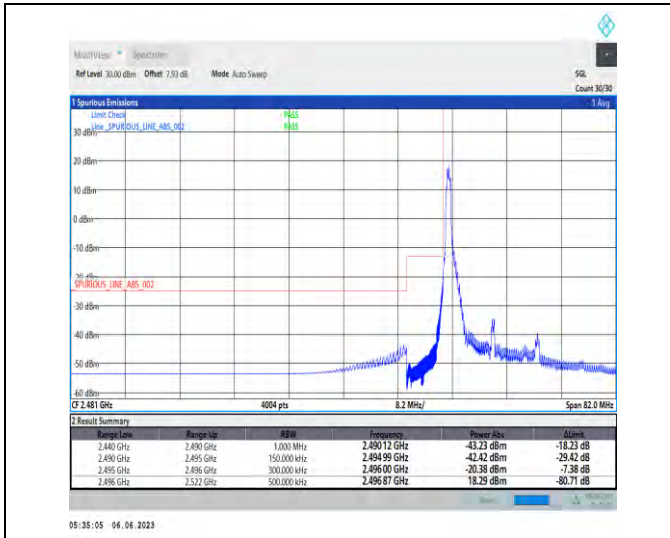 MultiView Spectrum
Ref Level 30.00 dBm Offset 7.93 dB Mode Auto Sweep SGL
Count 30/30
1 Spurious Emissions 1 Avg
Limit Check PASS
Line _SPURIOUS_LINE_ABS_002 PASS
30 dBm
20 dBm
10 dBm
0 dBm
-10 dBm
-20 dBm
SPURIOUS_LINE_ABS_002
-30 dBm
-40 dBm
-50 dBm
-60 dBm
CF 2.481 GHz 4004 pts 8.2 MHz/ Span 82.0 MHz
2 Result Summary
Range Low Range Up RBW Frequency Power Abs ΔLimit
2.440 GHz 2.490 GHz 1.000 MHz 2.490 12 GHz -43.23 dBm -18.23 dB
2.490 GHz 2.495 GHz 150.000 kHz 2.494 99 GHz -42.42 dBm -29.42 dB
2.495 GHz 2.496 GHz 300.000 kHz 2.496 00 GHz -20.38 dBm -7.38 dB
2.496 GHz 2.522 GHz 500.000 kHz 2.496 87 GHz 18.29 dBm -80.71 dB
05:35:05 06.06.2023